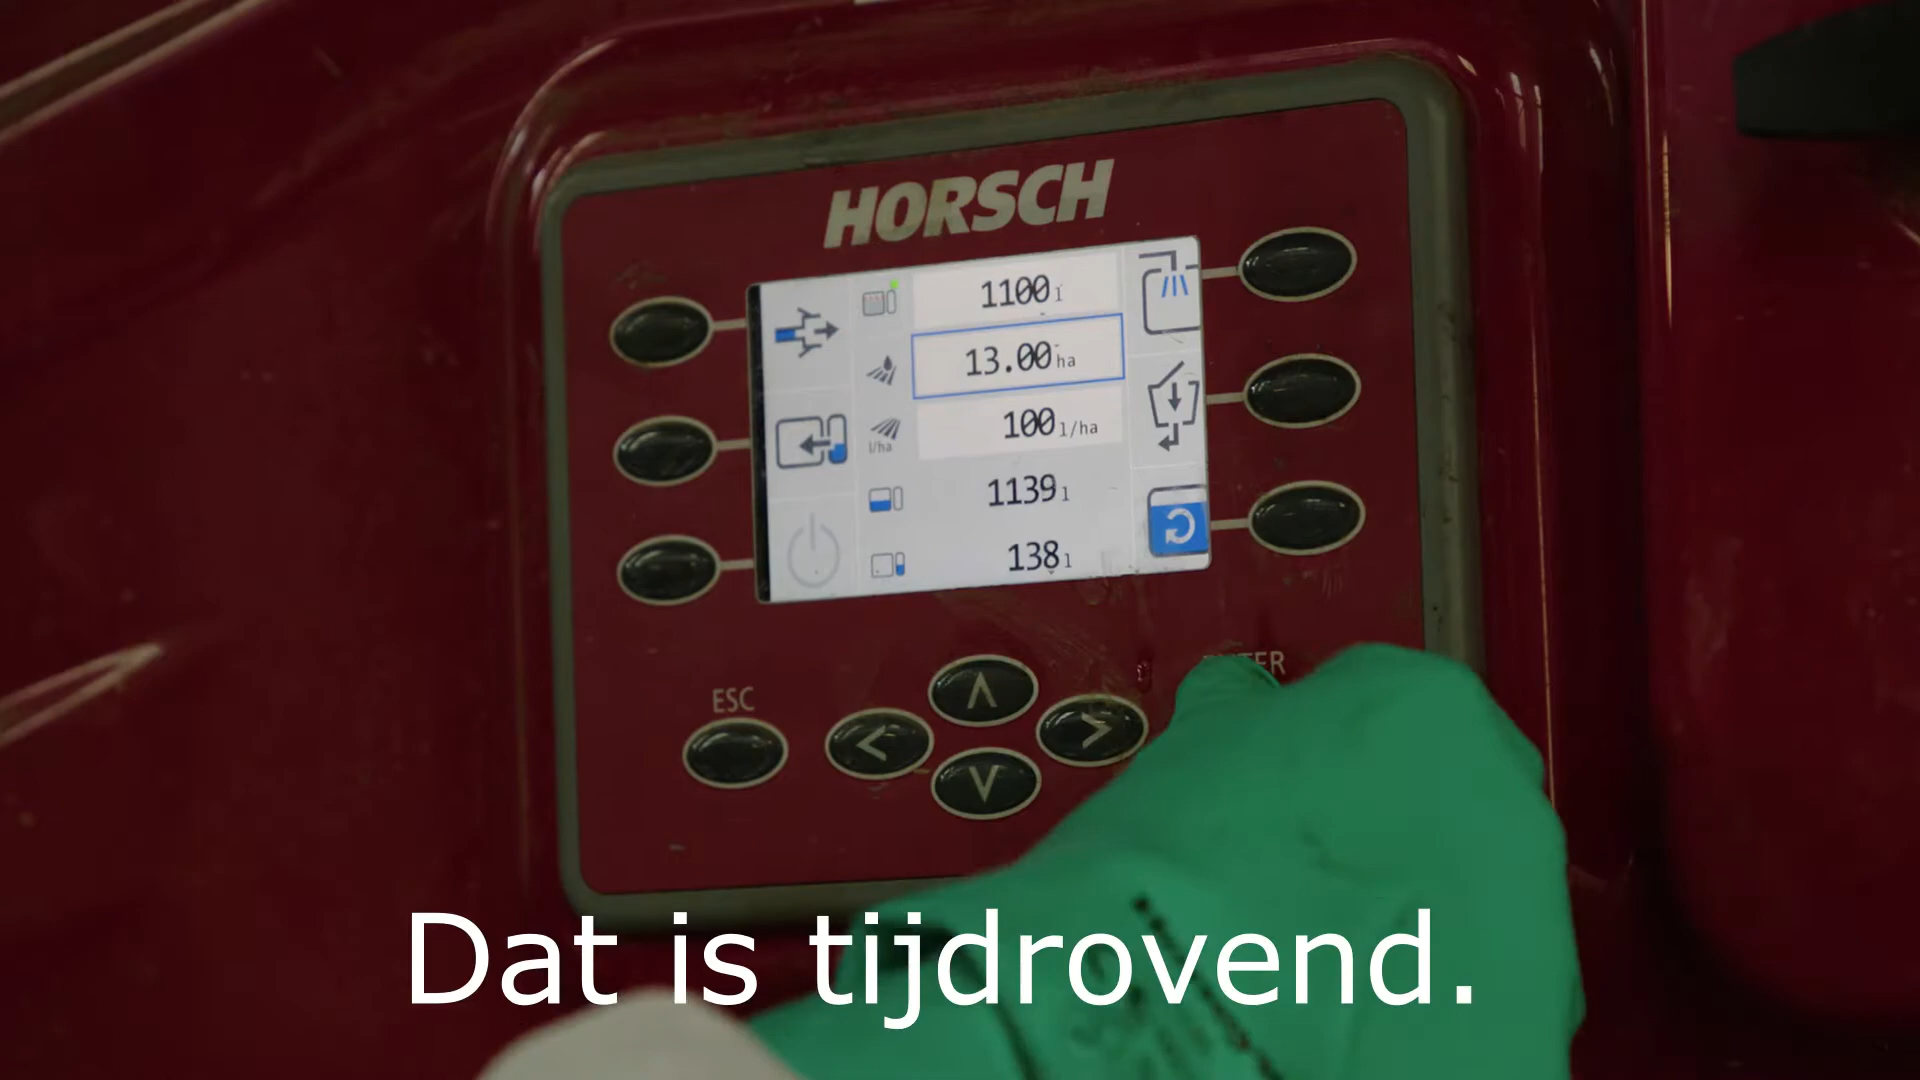 HORSCH
1100 l
13.00 ha
100 l/ha
l/ha
1139 l
138 l
ESC
Dat is tijdrovend.